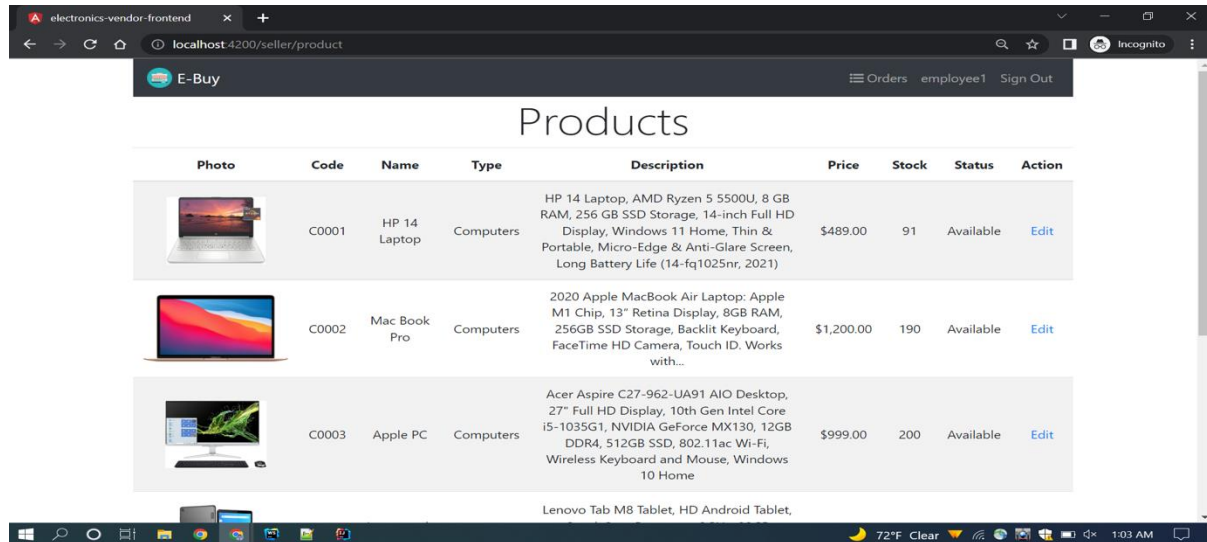 electronics-vendor-frontend
localhost:4200/seller/product
Incognito
E-Buy
Orders employee1 Sign Out
Products
Photo Code Name Type Description Price Stock Status Action
HP 14 Laptop, AMD Ryzen 5 5500U, 8 GB
RAM, 256 GB SSD Storage, 14-inch Full HD
C0001 HP 14 Laptop Computers Display, Windows 11 Home, Thin & $489.00 91 Available Edit
Portable, Micro-Edge & Anti-Glare Screen,
Long Battery Life (14-fq1025nr, 2021)
2020 Apple MacBook Air Laptop: Apple
M1 Chip, 13" Retina Display, 8GB RAM,
C0002 Mac Book Pro Computers 256GB SSD Storage, Backlit Keyboard, $1,200.00 190 Available Edit
FaceTime HD Camera, Touch ID. Works
with...
Acer Aspire C27-962-UA91 AIO Desktop,
27" Full HD Display, 10th Gen Intel Core
i5-1035G1, NVIDIA GeForce MX130, 12GB
C0003 Apple PC Computers DDR4, 512GB SSD, 802.11ac Wi-Fi, $999.00 200 Available Edit
Wireless Keyboard and Mouse, Windows
10 Home
Lenovo Tab M8 Tablet, HD Android Tablet,
72°F Clear 1:03 AM